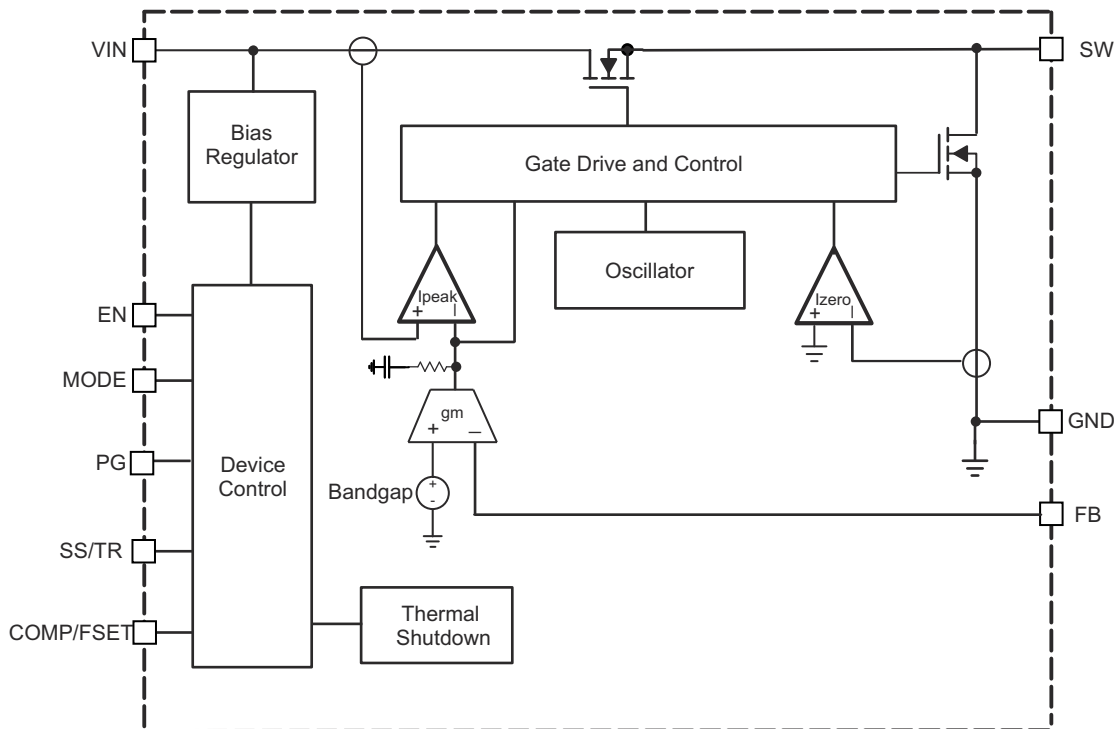 VIN
SW
Bias
Regulator
Gate Drive and Control
Oscillator
Ipeak
+ –
Izero
+ –
EN
MODE
gm
+ –
GND
PG
Device
Control
Bandgap
+
-
FB
SS/TR
Thermal
Shutdown
COMP/FSET